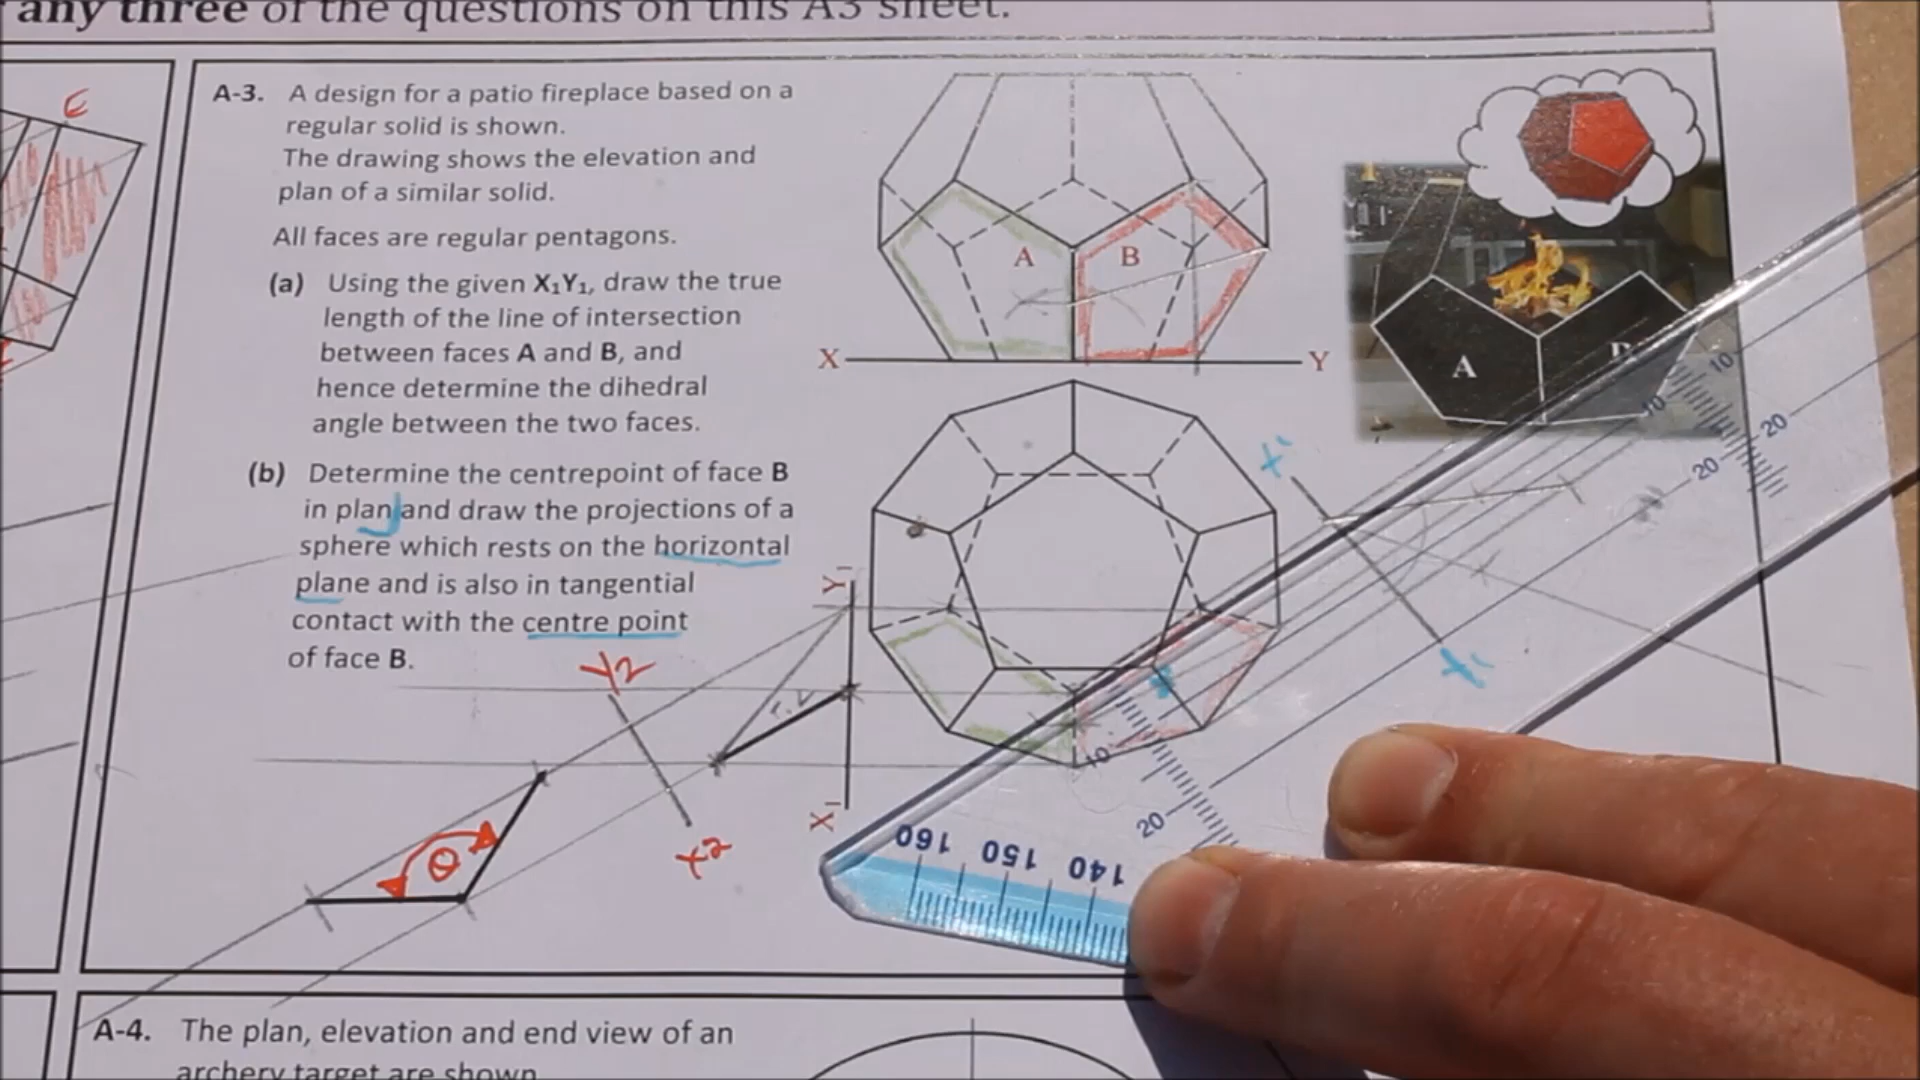 any three of the questions on this A3 sheet.
E
A-3. A design for a patio fireplace based on a
regular solid is shown.
The drawing shows the elevation and
plan of a similar solid.
All faces are regular pentagons.
(a) Using the given X₁Y₁, draw the true
length of the line of intersection
between faces A and B, and
hence determine the dihedral
angle between the two faces.
(b) Determine the centrepoint of face B
in plan and draw the projections of a
sphere which rests on the horizontal
plane and is also in tangential
contact with the centre point
of face B.
A B
X Y
A
10
10
20
20
Y₁
X₁
Y2
X2
θ
10
20
160 150 140
A-4. The plan, elevation and end view of an
archery target are shown